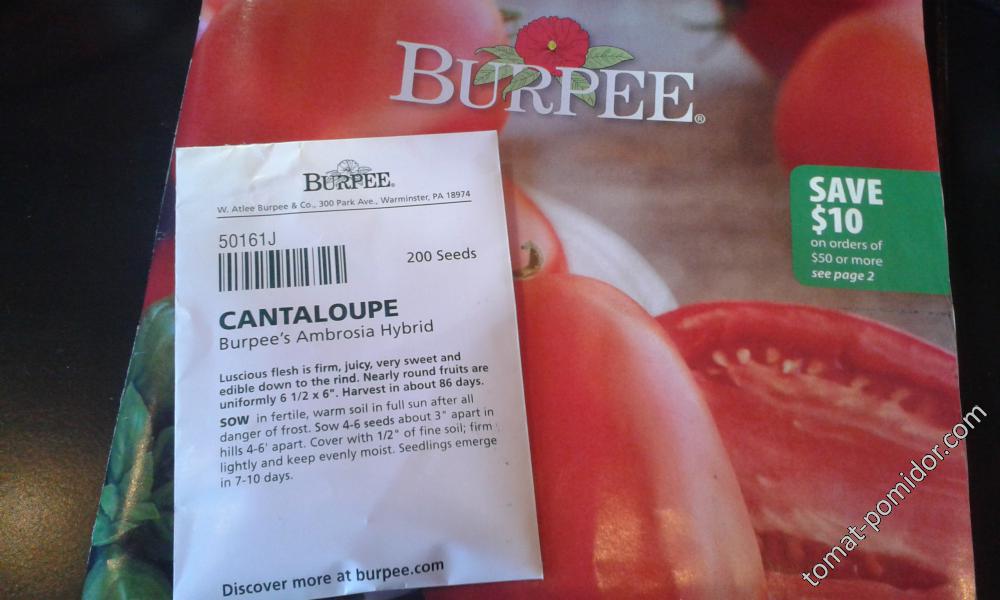 BURPEE®
SAVE
$10
on orders of
$50 or more
see page 2
BURPEE®
W. Atlee Burpee & Co., 300 Park Ave., Warminster, PA 18974
50161J
200 Seeds
CANTALOUPE
Burpee's Ambrosia Hybrid
Luscious flesh is firm, juicy, very sweet and
edible down to the rind. Nearly round fruits are
uniformly 6 1/2 x 6". Harvest in about 86 days.
SOW in fertile, warm soil in full sun after all
danger of frost. Sow 4-6 seeds about 3" apart in
hills 4-6' apart. Cover with 1/2" of fine soil; firm
lightly and keep evenly moist. Seedlings emerge
in 7-10 days.
Discover more at burpee.com
tomat-pomidor.com